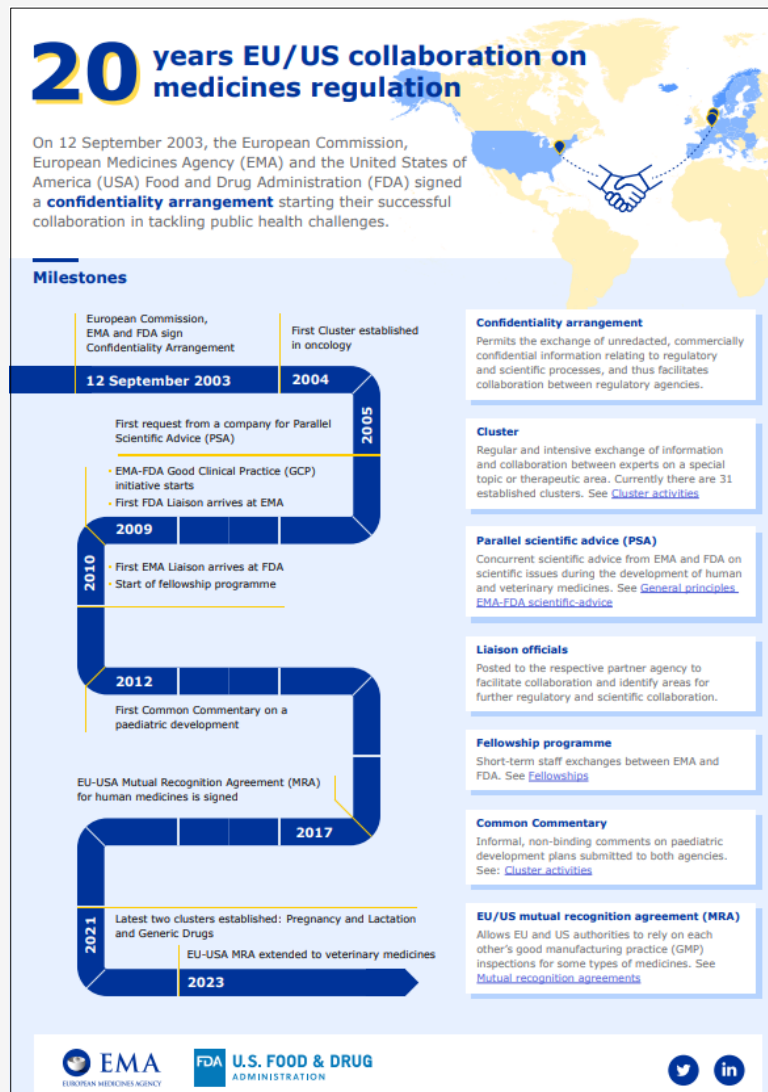 20 years EU/US collaboration on
medicines regulation
On 12 September 2003, the European Commission,
European Medicines Agency (EMA) and the United States of
America (USA) Food and Drug Administration (FDA) signed
a confidentiality arrangement starting their successful
collaboration in tackling public health challenges.
Milestones
European Commission,
EMA and FDA sign
Confidentiality Arrangement
First Cluster established
in oncology
12 September 2003
2004
2005
First request from a company for Parallel
Scientific Advice (PSA)
• EMA-FDA Good Clinical Practice (GCP)
initiative starts
• First FDA Liaison arrives at EMA
2009
2010
• First EMA Liaison arrives at FDA
• Start of fellowship programme
2012
First Common Commentary on a
paediatric development
EU-USA Mutual Recognition Agreement (MRA)
for human medicines is signed
2017
2021
Latest two clusters established: Pregnancy and Lactation
and Generic Drugs
EU-USA MRA extended to veterinary medicines
2023
Confidentiality arrangement
Permits the exchange of unredacted, commercially
confidential information relating to regulatory
and scientific processes, and thus facilitates
collaboration between regulatory agencies.
Cluster
Regular and intensive exchange of information
and collaboration between experts on a special
topic or therapeutic area. Currently there are 31
established clusters. See Cluster activities
Parallel scientific advice (PSA)
Concurrent scientific advice from EMA and FDA on
scientific issues during the development of human
and veterinary medicines. See General principles
EMA-FDA scientific-advice
Liaison officials
Posted to the respective partner agency to
facilitate collaboration and identify areas for
further regulatory and scientific collaboration.
Fellowship programme
Short-term staff exchanges between EMA and
FDA. See Fellowships
Common Commentary
Informal, non-binding comments on paediatric
development plans submitted to both agencies.
See: Cluster activities
EU/US mutual recognition agreement (MRA)
Allows EU and US authorities to rely on each
other's good manufacturing practice (GMP)
inspections for some types of medicines. See
Mutual recognition agreements
EMA
EUROPEAN MEDICINES AGENCY
FDA U.S. FOOD & DRUG
ADMINISTRATION
in